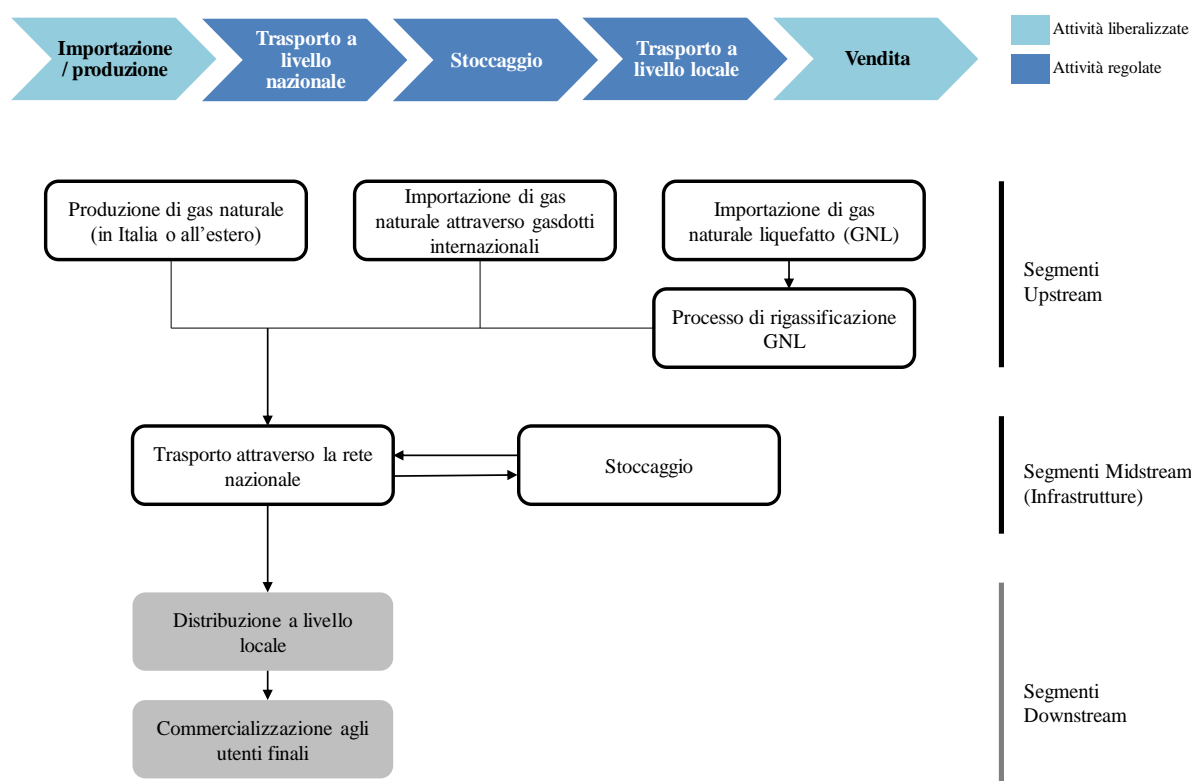 Importazione
/ produzione
Trasporto a
livello
nazionale
Stoccaggio
Trasporto a
livello locale
Vendita
Attività liberalizzate
Attività regolate
Produzione di gas naturale
(in Italia o all’estero)
Importazione di gas
naturale attraverso gasdotti
internazionali
Importazione di gas
naturale liquefatto (GNL)
Processo di rigassificazione
GNL
Segmenti
Upstream
Trasporto attraverso la rete
nazionale
Stoccaggio
Segmenti Midstream
(Infrastrutture)
Distribuzione a livello
locale
Commercializzazione agli
utenti finali
Segmenti
Downstream